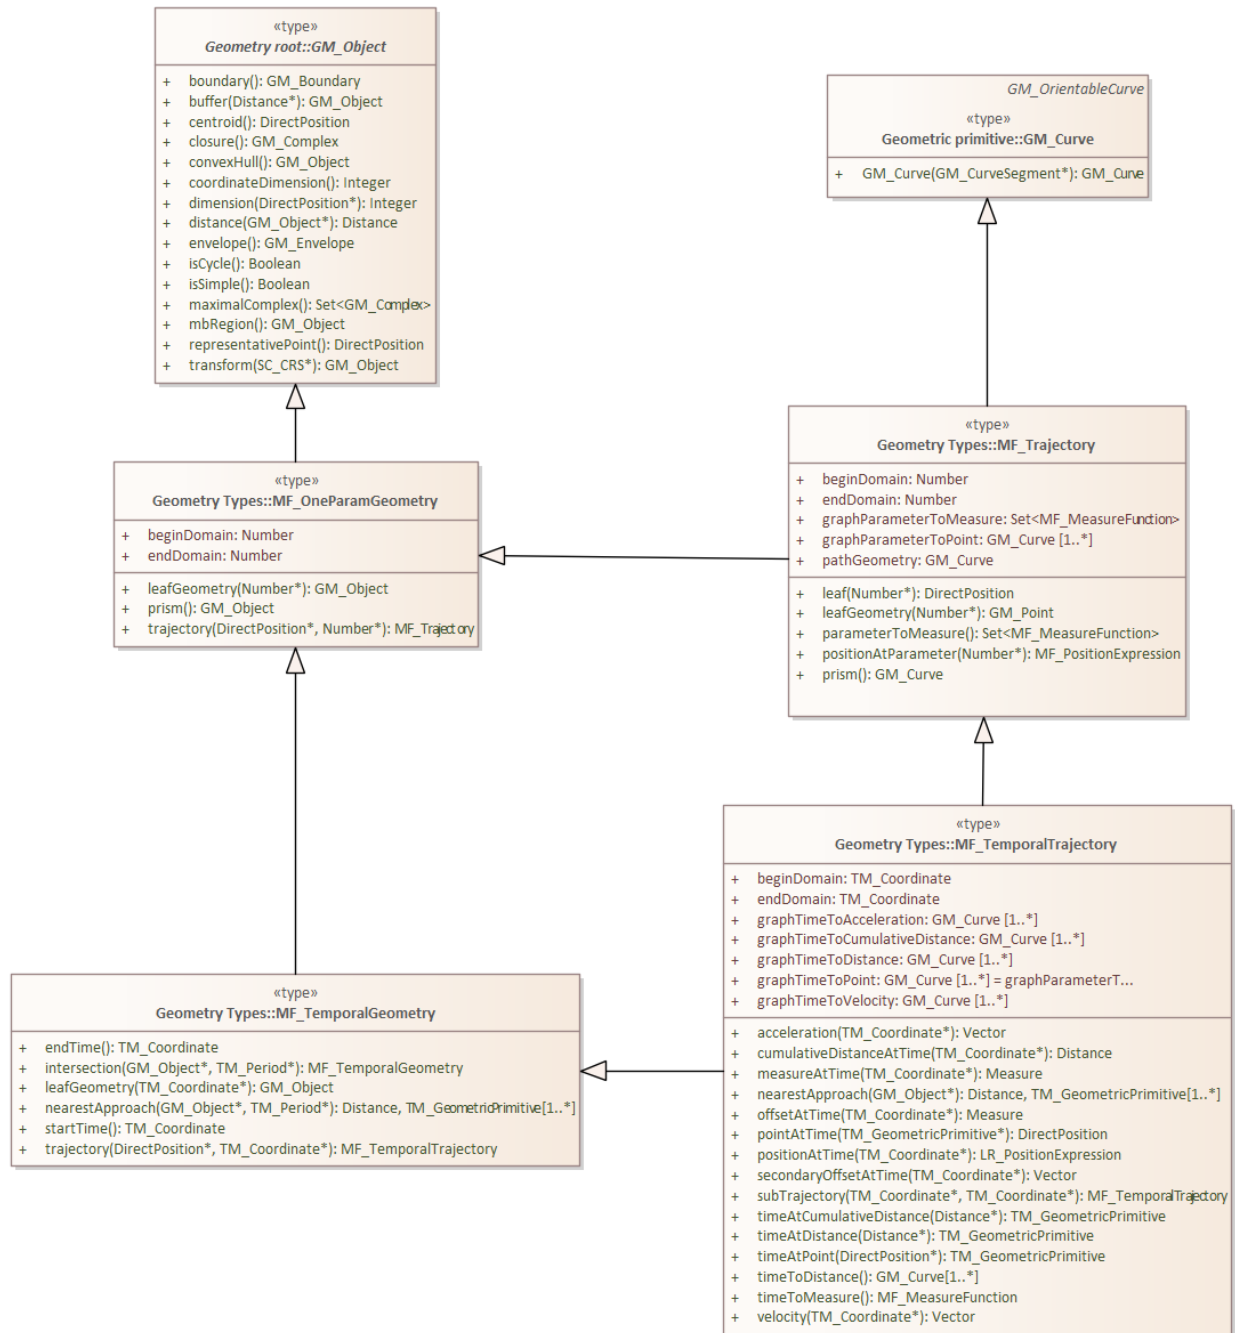 «type»
Geometry root::GM_Object
+ boundary(): GM_Boundary
+ buffer(Distance*): GM_Object
+ centroid(): DirectPosition
+ closure(): GM_Complex
+ convexHull(): GM_Object
+ coordinateDimension(): Integer
+ dimension(DirectPosition*): Integer
+ distance(GM_Object*): Distance
+ envelope(): GM_Envelope
+ isCycle(): Boolean
+ isSimple(): Boolean
+ maximalComplex(): Set<GM_Complex>
+ mbRegion(): GM_Object
+ representativePoint(): DirectPosition
+ transform(SC_CRS*): GM_Object
GM_OrientableCurve
«type»
Geometric primitive::GM_Curve
+ GM_Curve(GM_CurveSegment*): GM_Curve
«type»
Geometry Types::MF_OneParamGeometry
+ beginDomain: Number
+ endDomain: Number
+ leafGeometry(Number*): GM_Object
+ prism(): GM_Object
+ trajectory(DirectPosition*, Number*): MF_Trajectory
«type»
Geometry Types::MF_Trajectory
+ beginDomain: Number
+ endDomain: Number
+ graphParameterToMeasure: Set<MF_MeasureFunction>
+ graphParameterToPoint: GM_Curve [1..*]
+ pathGeometry: GM_Curve
+ leaf(Number*): DirectPosition
+ leafGeometry(Number*): GM_Point
+ parameterToMeasure(): Set<MF_MeasureFunction>
+ positionAtParameter(Number*): MF_PositionExpression
+ prism(): GM_Curve
«type»
Geometry Types::MF_TemporalGeometry
+ endTime(): TM_Coordinate
+ intersection(GM_Object*, TM_Period*): MF_TemporalGeometry
+ leafGeometry(TM_Coordinate*): GM_Object
+ nearestApproach(GM_Object*, TM_Period*): Distance, TM_GeometricPrimitive[1..*]
+ startTime(): TM_Coordinate
+ trajectory(DirectPosition*, TM_Coordinate*): MF_TemporalTrajectory
«type»
Geometry Types::MF_TemporalTrajectory
+ beginDomain: TM_Coordinate
+ endDomain: TM_Coordinate
+ graphTimeToAcceleration: GM_Curve [1..*]
+ graphTimeToCumulativeDistance: GM_Curve [1..*]
+ graphTimeToDistance: GM_Curve [1..*]
+ graphTimeToPoint: GM_Curve [1..*] = graphParameterT...
+ graphTimeToVelocity: GM_Curve [1..*]
+ acceleration(TM_Coordinate*): Vector
+ cumulativeDistanceAtTime(TM_Coordinate*): Distance
+ measureAtTime(TM_Coordinate*): Measure
+ nearestApproach(GM_Object*): Distance, TM_GeometricPrimitive[1..*]
+ offsetAtTime(TM_Coordinate*): Measure
+ pointAtTime(TM_GeometricPrimitive*): DirectPosition
+ positionAtTime(TM_Coordinate*): LR_PositionExpression
+ secondaryOffsetAtTime(TM_Coordinate*): Vector
+ subTrajectory(TM_Coordinate*, TM_Coordinate*): MF_TemporalTrajectory
+ timeAtCumulativeDistance(Distance*): TM_GeometricPrimitive
+ timeAtDistance(Distance*): TM_GeometricPrimitive
+ timeAtPoint(DirectPosition*): TM_GeometricPrimitive
+ timeToDistance(): GM_Curve[1..*]
+ timeToMeasure(): MF_MeasureFunction
+ velocity(TM_Coordinate*): Vector